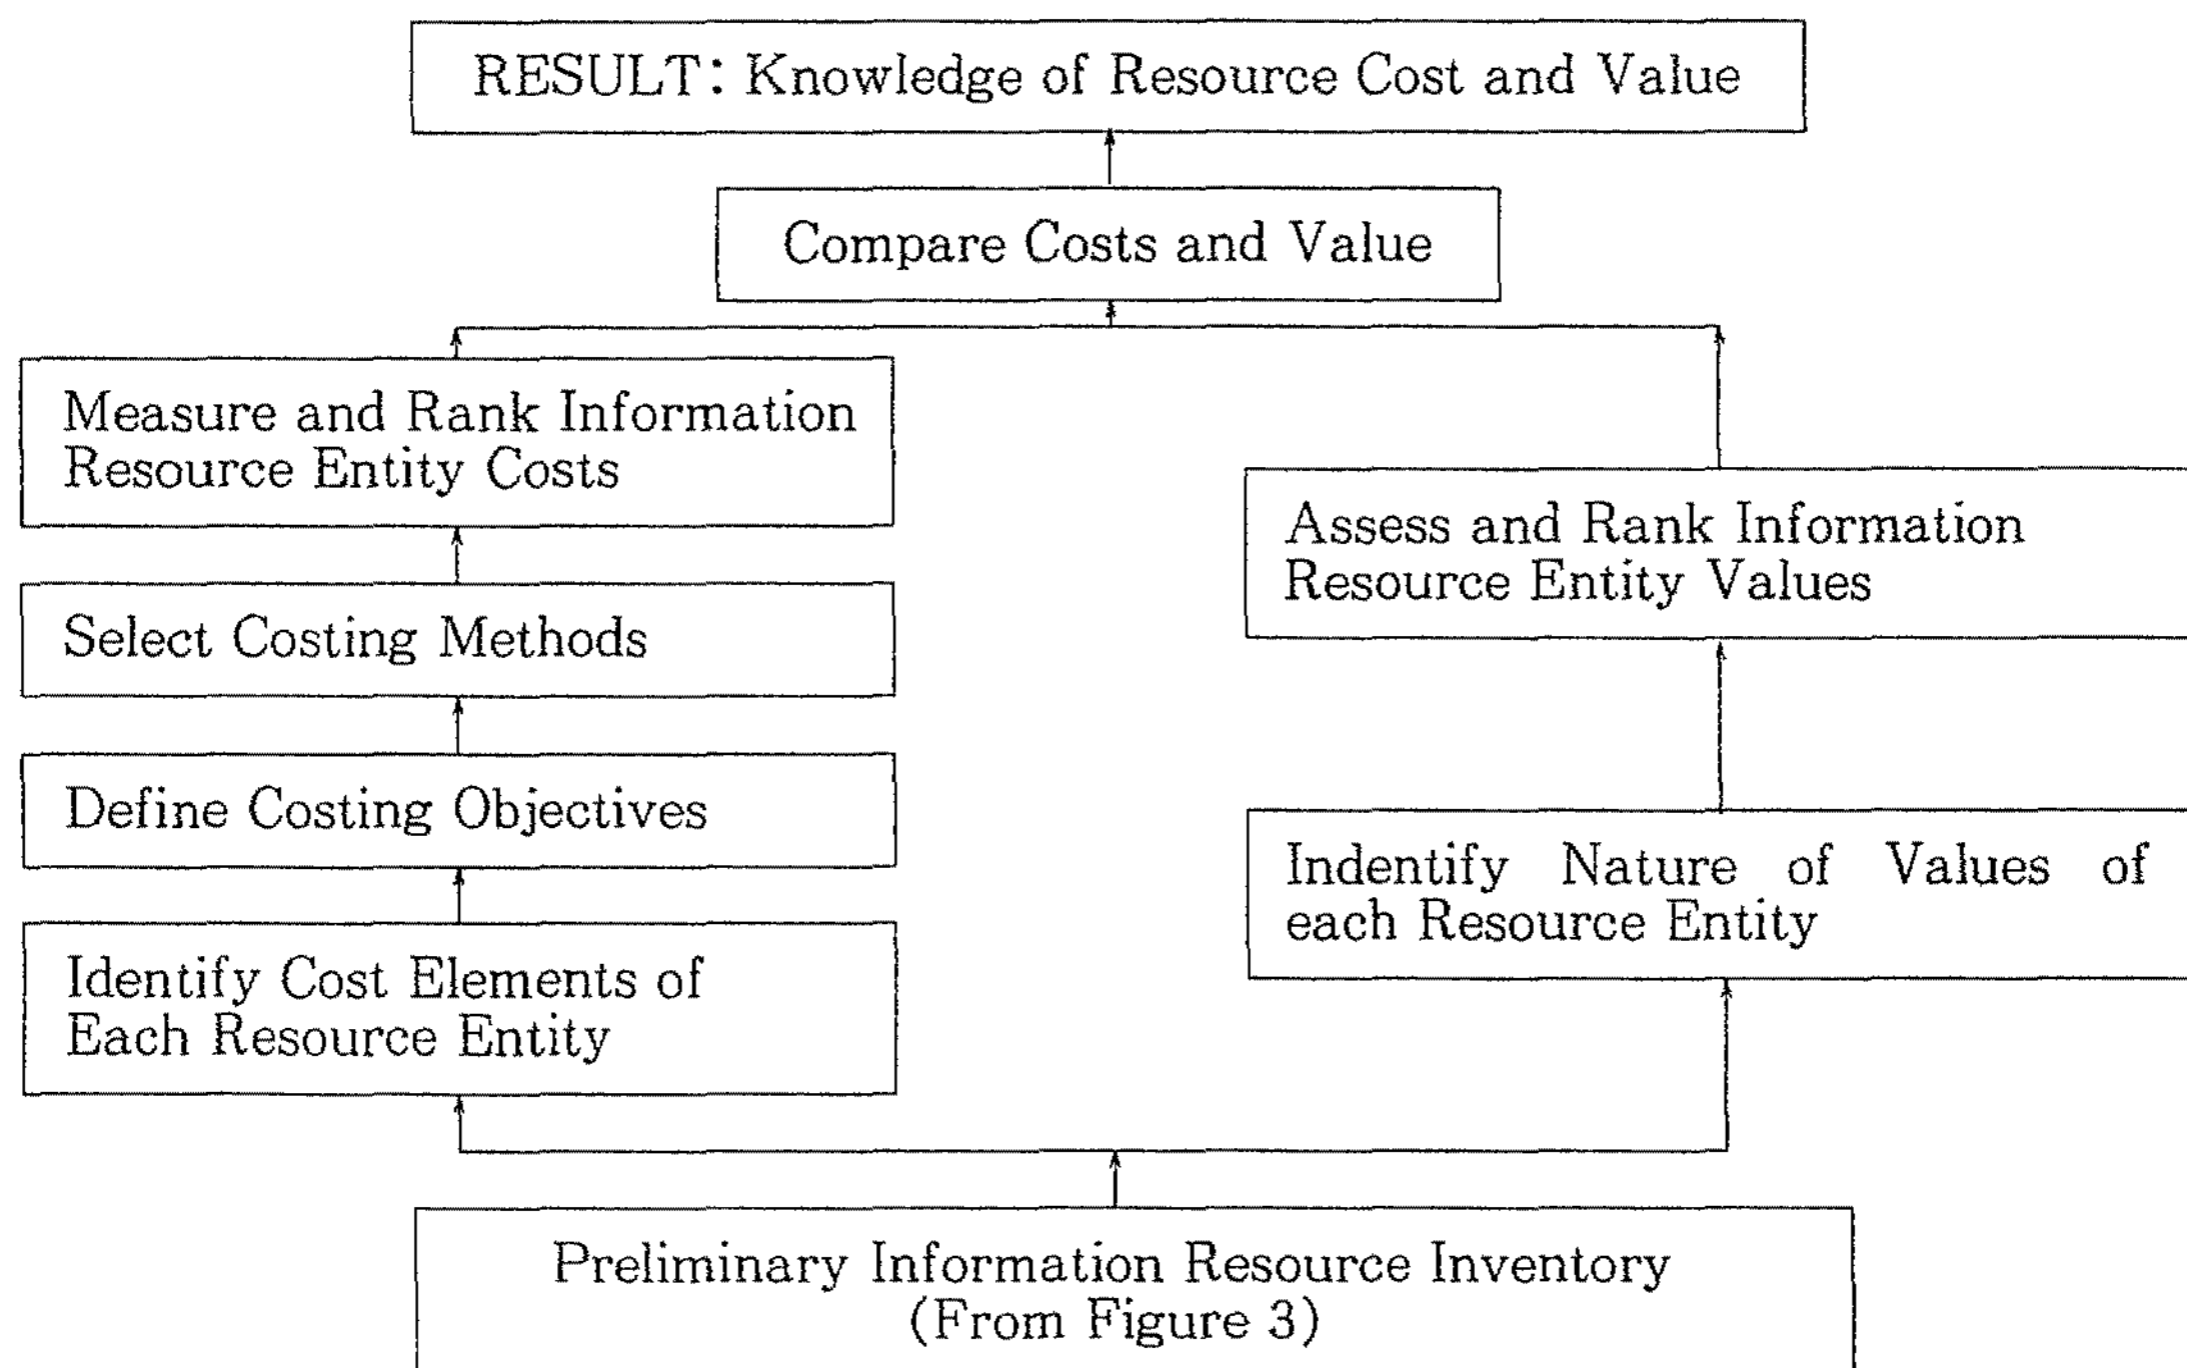 RESULT: Knowledge of Resource Cost and Value
Compare Costs and Value
Measure and Rank Information
Resource Entity Costs
Assess and Rank Information
Resource Entity Values
Select Costing Methods
Define Costing Objectives
Indentify Nature of Values of
each Resource Entity
Identify Cost Elements of
Each Resource Entity
Preliminary Information Resource Inventory
(From Figure 3)